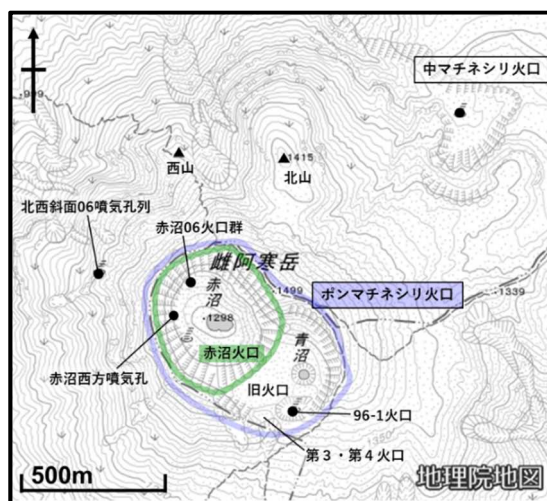 中マチネシリ火口
・999
西山
・1415
北山
北西斜面06噴気孔列
赤沼06火口群
雌阿寒岳
・1499
ポンマチネシリ火口
・1339
赤沼
・1298
赤沼火口
青沼
赤沼西方噴気孔
旧火口
96-1火口
第３・第４火口
1350
500m
地理院地図